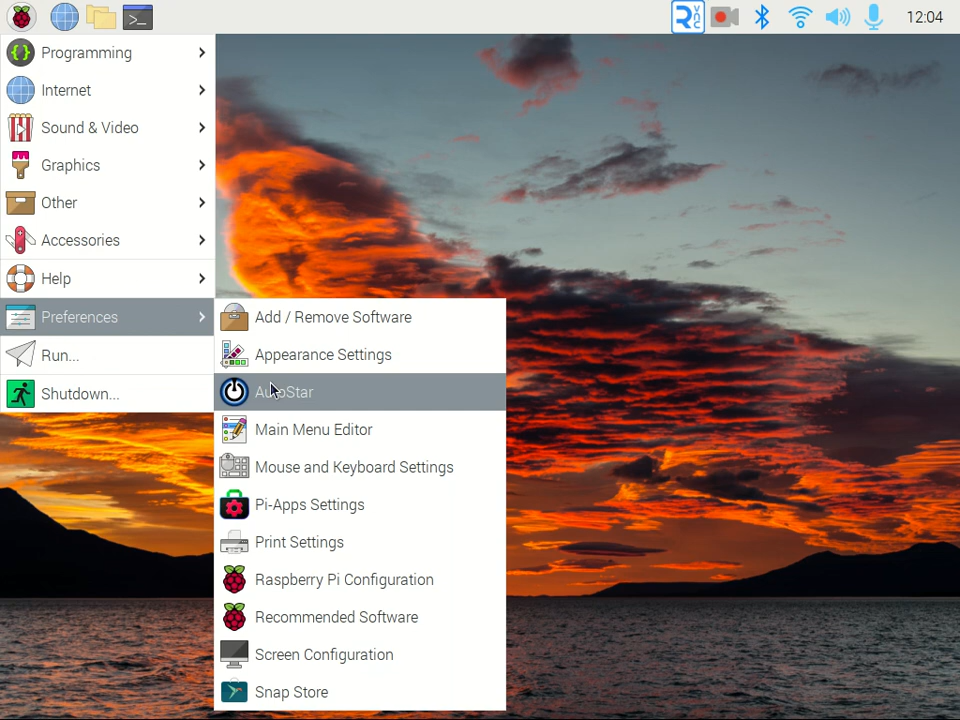 VNC
12:04
Programming
Internet
Sound & Video
Graphics
Other
Accessories
Help
Preferences
Run...
Shutdown...
Add / Remove Software
Appearance Settings
AutoStar
Main Menu Editor
Mouse and Keyboard Settings
Pi-Apps Settings
Print Settings
Raspberry Pi Configuration
Recommended Software
Screen Configuration
Snap Store